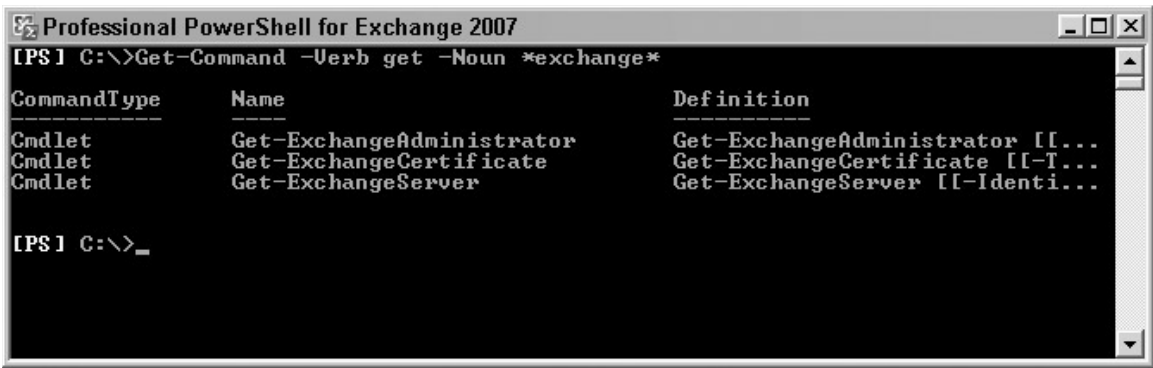 Professional PowerShell for Exchange 2007
[PS] C:\>Get-Command -Verb get -Noun *exchange*
CommandType Name Definition
----------- ---- ----------
Cmdlet Get-ExchangeAdministrator Get-ExchangeAdministrator [[...
Cmdlet Get-ExchangeCertificate Get-ExchangeCertificate [[-T...
Cmdlet Get-ExchangeServer Get-ExchangeServer [[-Identi...
[PS] C:\>_